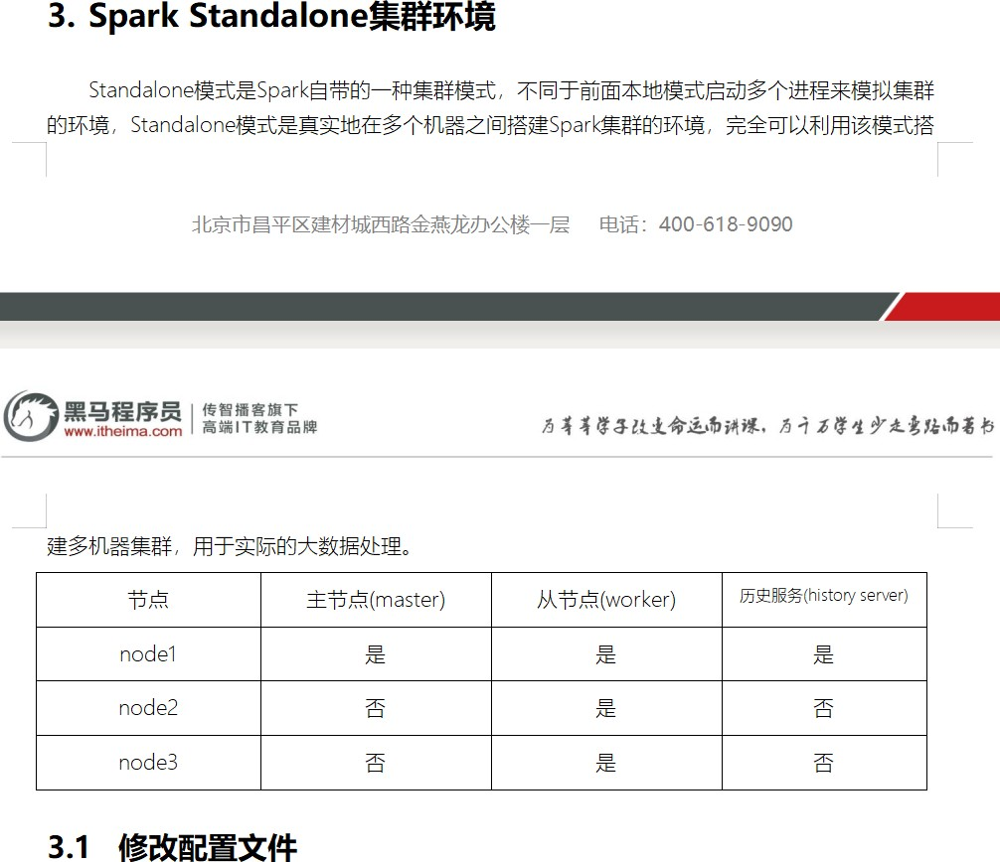 3. Spark Standalone集群环境
Standalone模式是Spark自带的一种集群模式，不同于前面本地模式启动多个进程来模拟集群
的环境，Standalone模式是真实地在多个机器之间搭建Spark集群的环境，完全可以利用该模式搭
北京市昌平区建材城西路金燕龙办公楼一层 电话：400-618-9090
黑马程序员 传智播客旗下
www.itheima.com 高端IT教育品牌
为莘莘学子改变命运而讲课，为千万学生少走弯路而著书
建多机器集群，用于实际的大数据处理。
节点 主节点(master) 从节点(worker) 历史服务(history server)
node1 是 是 是
node2 否 是 否
node3 否 是 否
3.1 修改配置文件